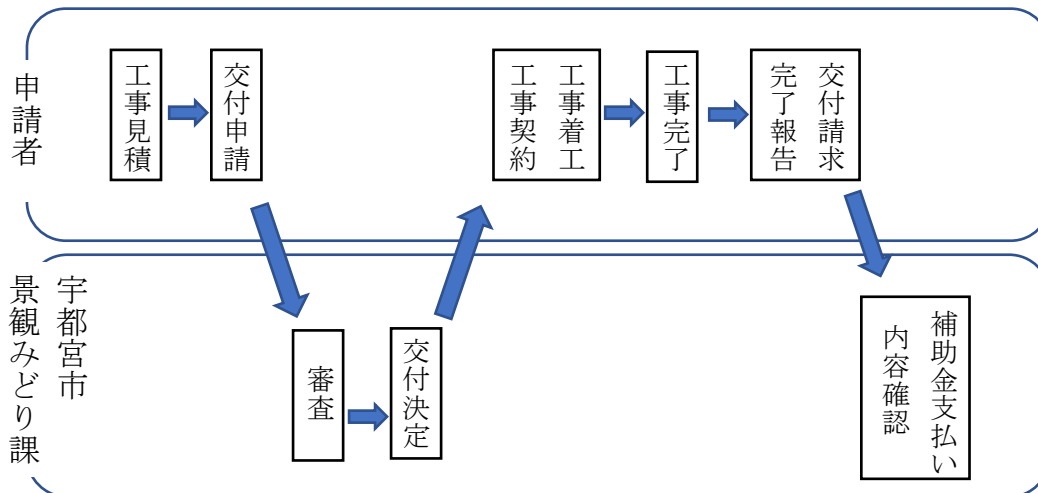 申請者
工事見積
交付申請
工事着工
工事契約
工事完了
交付請求
完了報告
宇都宮市
景観みどり課
審査
交付決定
補助金支払い
内容確認